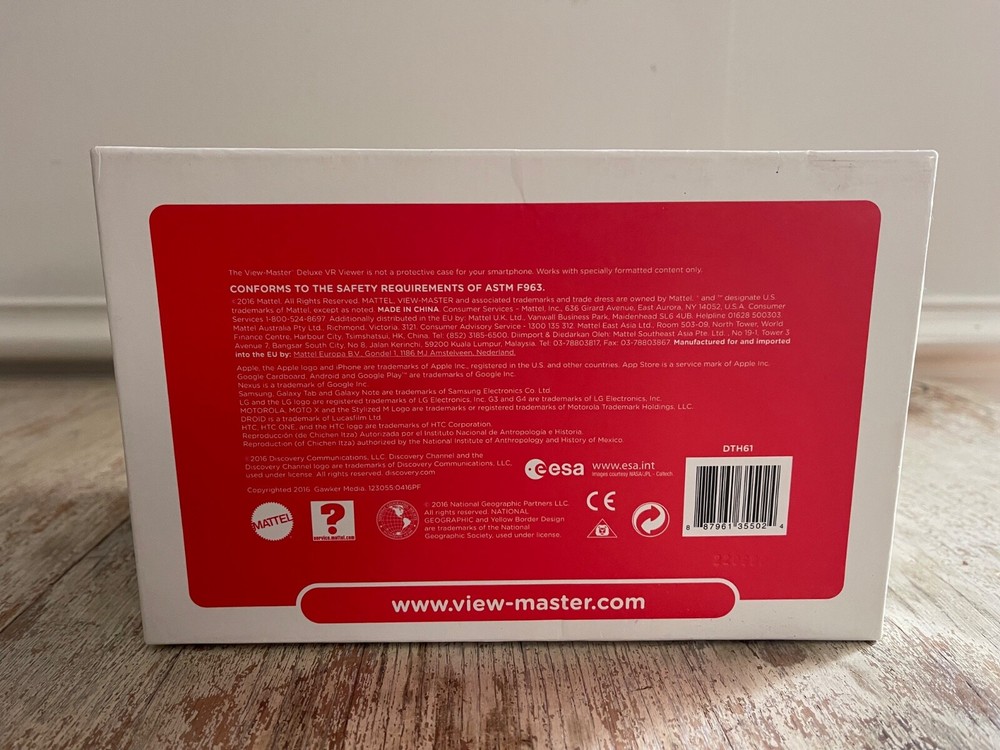 The View-Master® Deluxe VR Viewer is not a protective case for your smartphone. Works with specially formatted content only.
CONFORMS TO THE SAFETY REQUIREMENTS OF ASTM F963.
©2016 Mattel. All Rights Reserved. MATTEL, VIEW-MASTER and associated trademarks and trade dress are owned by Mattel. ® and ™ designate U.S.
trademarks of Mattel, except as noted. MADE IN CHINA. Consumer Services - Mattel, Inc., 636 Girard Avenue, East Aurora, NY 14052, U.S.A. Consumer
Services 1-800-524-8697. Additionally distributed in the EU by: Mattel U.K. Ltd., Vanwall Business Park, Maidenhead SL6 4UB. Helpline 01628 500303.
Mattel Australia Pty Ltd., Richmond, Victoria. 3121. Consumer Advisory Service - 1300 135 312. Mattel East Asia Ltd., Room 503-09, North Tower, World
Finance Centre, Harbour City, Tsimshatsui, HK, China. Tel: (852) 3185-6500. Diimport & Diedarkan Oleh: Mattel Southeast Asia Pte. Ltd., No 19-1, Tower 3
Avenue 7, Bangsar South City, No 8, Jalan Kerinchi, 59200 Kuala Lumpur, Malaysia. Tel: 03-78803817, Fax: 03-78803867. Manufactured for and imported
into the EU by: Mattel Europa B.V., Gondel 1, 1186 MJ Amstelveen, Nederland.
Apple, the Apple logo and iPhone are trademarks of Apple Inc., registered in the U.S. and other countries. App Store is a service mark of Apple Inc.
Google Cardboard, Android and Google Play™ are trademarks of Google Inc.
Nexus is a trademark of Google Inc.
Samsung, Galaxy Tab and Galaxy Note are trademarks of Samsung Electronics Co. Ltd.
LG and the LG logo are registered trademarks of LG Electronics, Inc. G3 and G4 are trademarks of LG Electronics, Inc.
MOTOROLA, MOTO X and the Stylized M Logo are trademarks or registered trademarks of Motorola Trademark Holdings, LLC.
DROID is a trademark of Lucasfilm Ltd.
HTC, HTC ONE, and the HTC logo are trademarks of HTC Corporation.
Reproducción (de Chichen Itza) Autorizada por el Instituto Nacional de Antropología e Historia.
Reproduction (of Chichen Itza) authorized by the National Institute of Anthropology and History of Mexico.
©2016 Discovery Communications, LLC. Discovery Channel and the
Discovery Channel logo are trademarks of Discovery Communications, LLC,
used under license. All rights reserved. discovery.com
esa www.esa.int
Images courtesy NASA/JPL - Caltech
DTH61
Copyrighted 2016. Gawker Media. 123055:0416PF
MATTEL
?
service.mattel.com
© 2016 National Geographic Partners LLC.
All rights reserved. NATIONAL
GEOGRAPHIC and Yellow Border Design
are trademarks of the National
Geographic Society, used under license.
CE
8 87961 35502 4
www.view-master.com